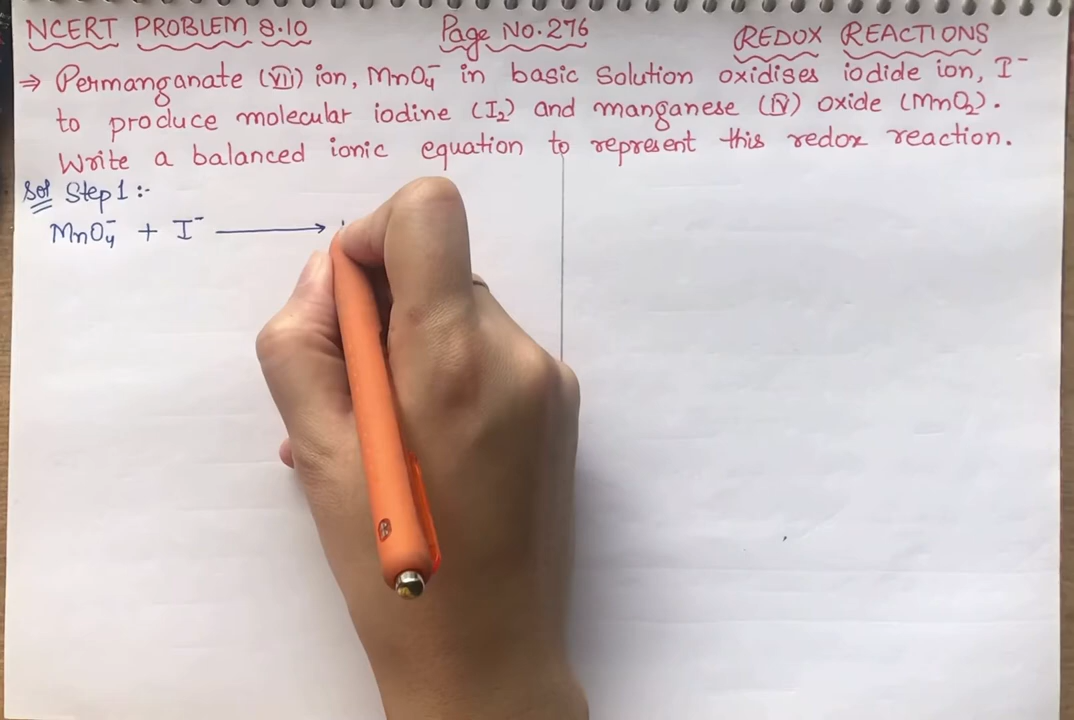 NCERT PROBLEM 8.10 Page No. 276 REDOX REACTIONS
⇒ Permanganate (VII) ion, MnO₄⁻ in basic solution oxidises iodide ion, I⁻
to produce molecular iodine (I₂) and manganese (IV) oxide (MnO₂).
Write a balanced ionic equation to represent this redox reaction.
Sol Step 1:-
MnO₄⁻ + I⁻ ⟶